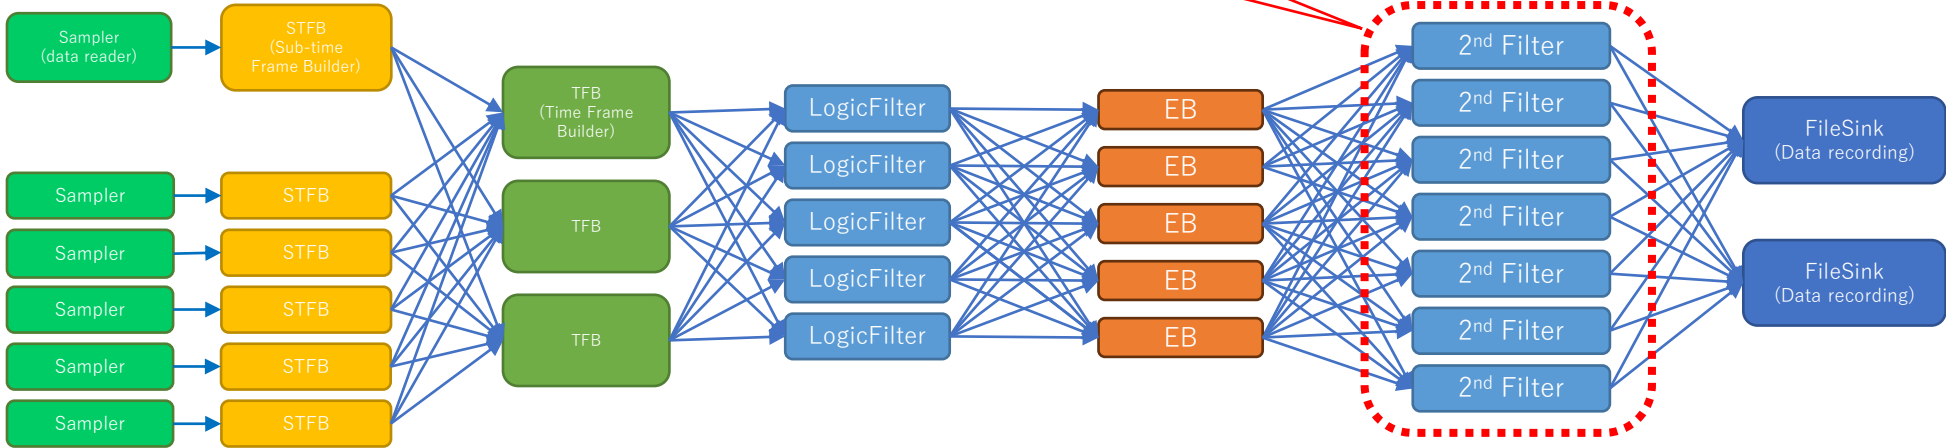 Sampler
(data reader)
STFB
(Sub-time
Frame Builder)
Sampler
STFB
Sampler
STFB
Sampler
STFB
Sampler
STFB
Sampler
STFB
TFB
(Time Frame
Builder)
TFB
TFB
LogicFilter
LogicFilter
LogicFilter
LogicFilter
LogicFilter
EB
EB
EB
EB
EB
2nd Filter
2nd Filter
2nd Filter
2nd Filter
2nd Filter
2nd Filter
2nd Filter
FileSink
(Data recording)
FileSink
(Data recording)